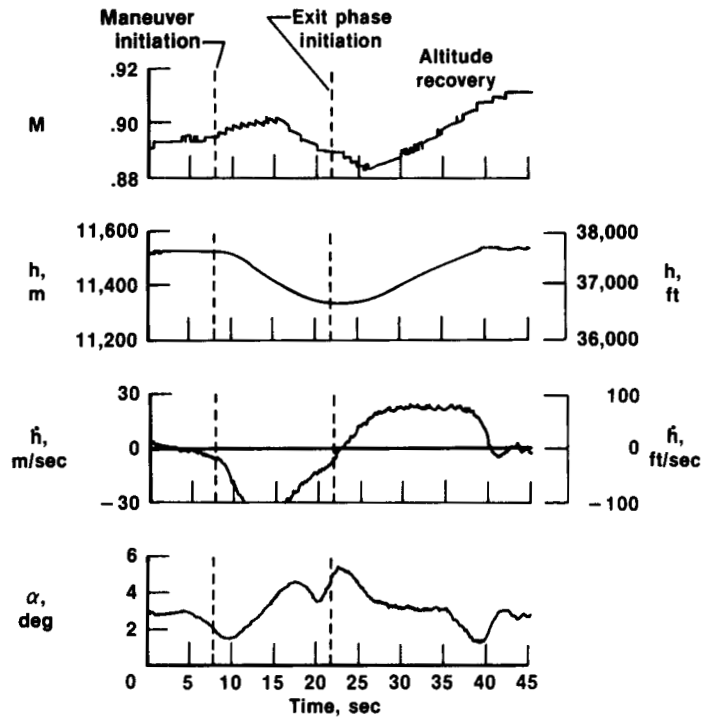 Maneuver initiation
Exit phase initiation
Altitude recovery
M
.92
.90
.88
h, m
11,600
11,400
11,200
38,000
37,000
36,000
h, ft
ḣ, m/sec
30
0
–30
100
0
–100
ḣ, ft/sec
α, deg
6
4
2
0 5 10 15 20 25 30 35 40 45
Time, sec